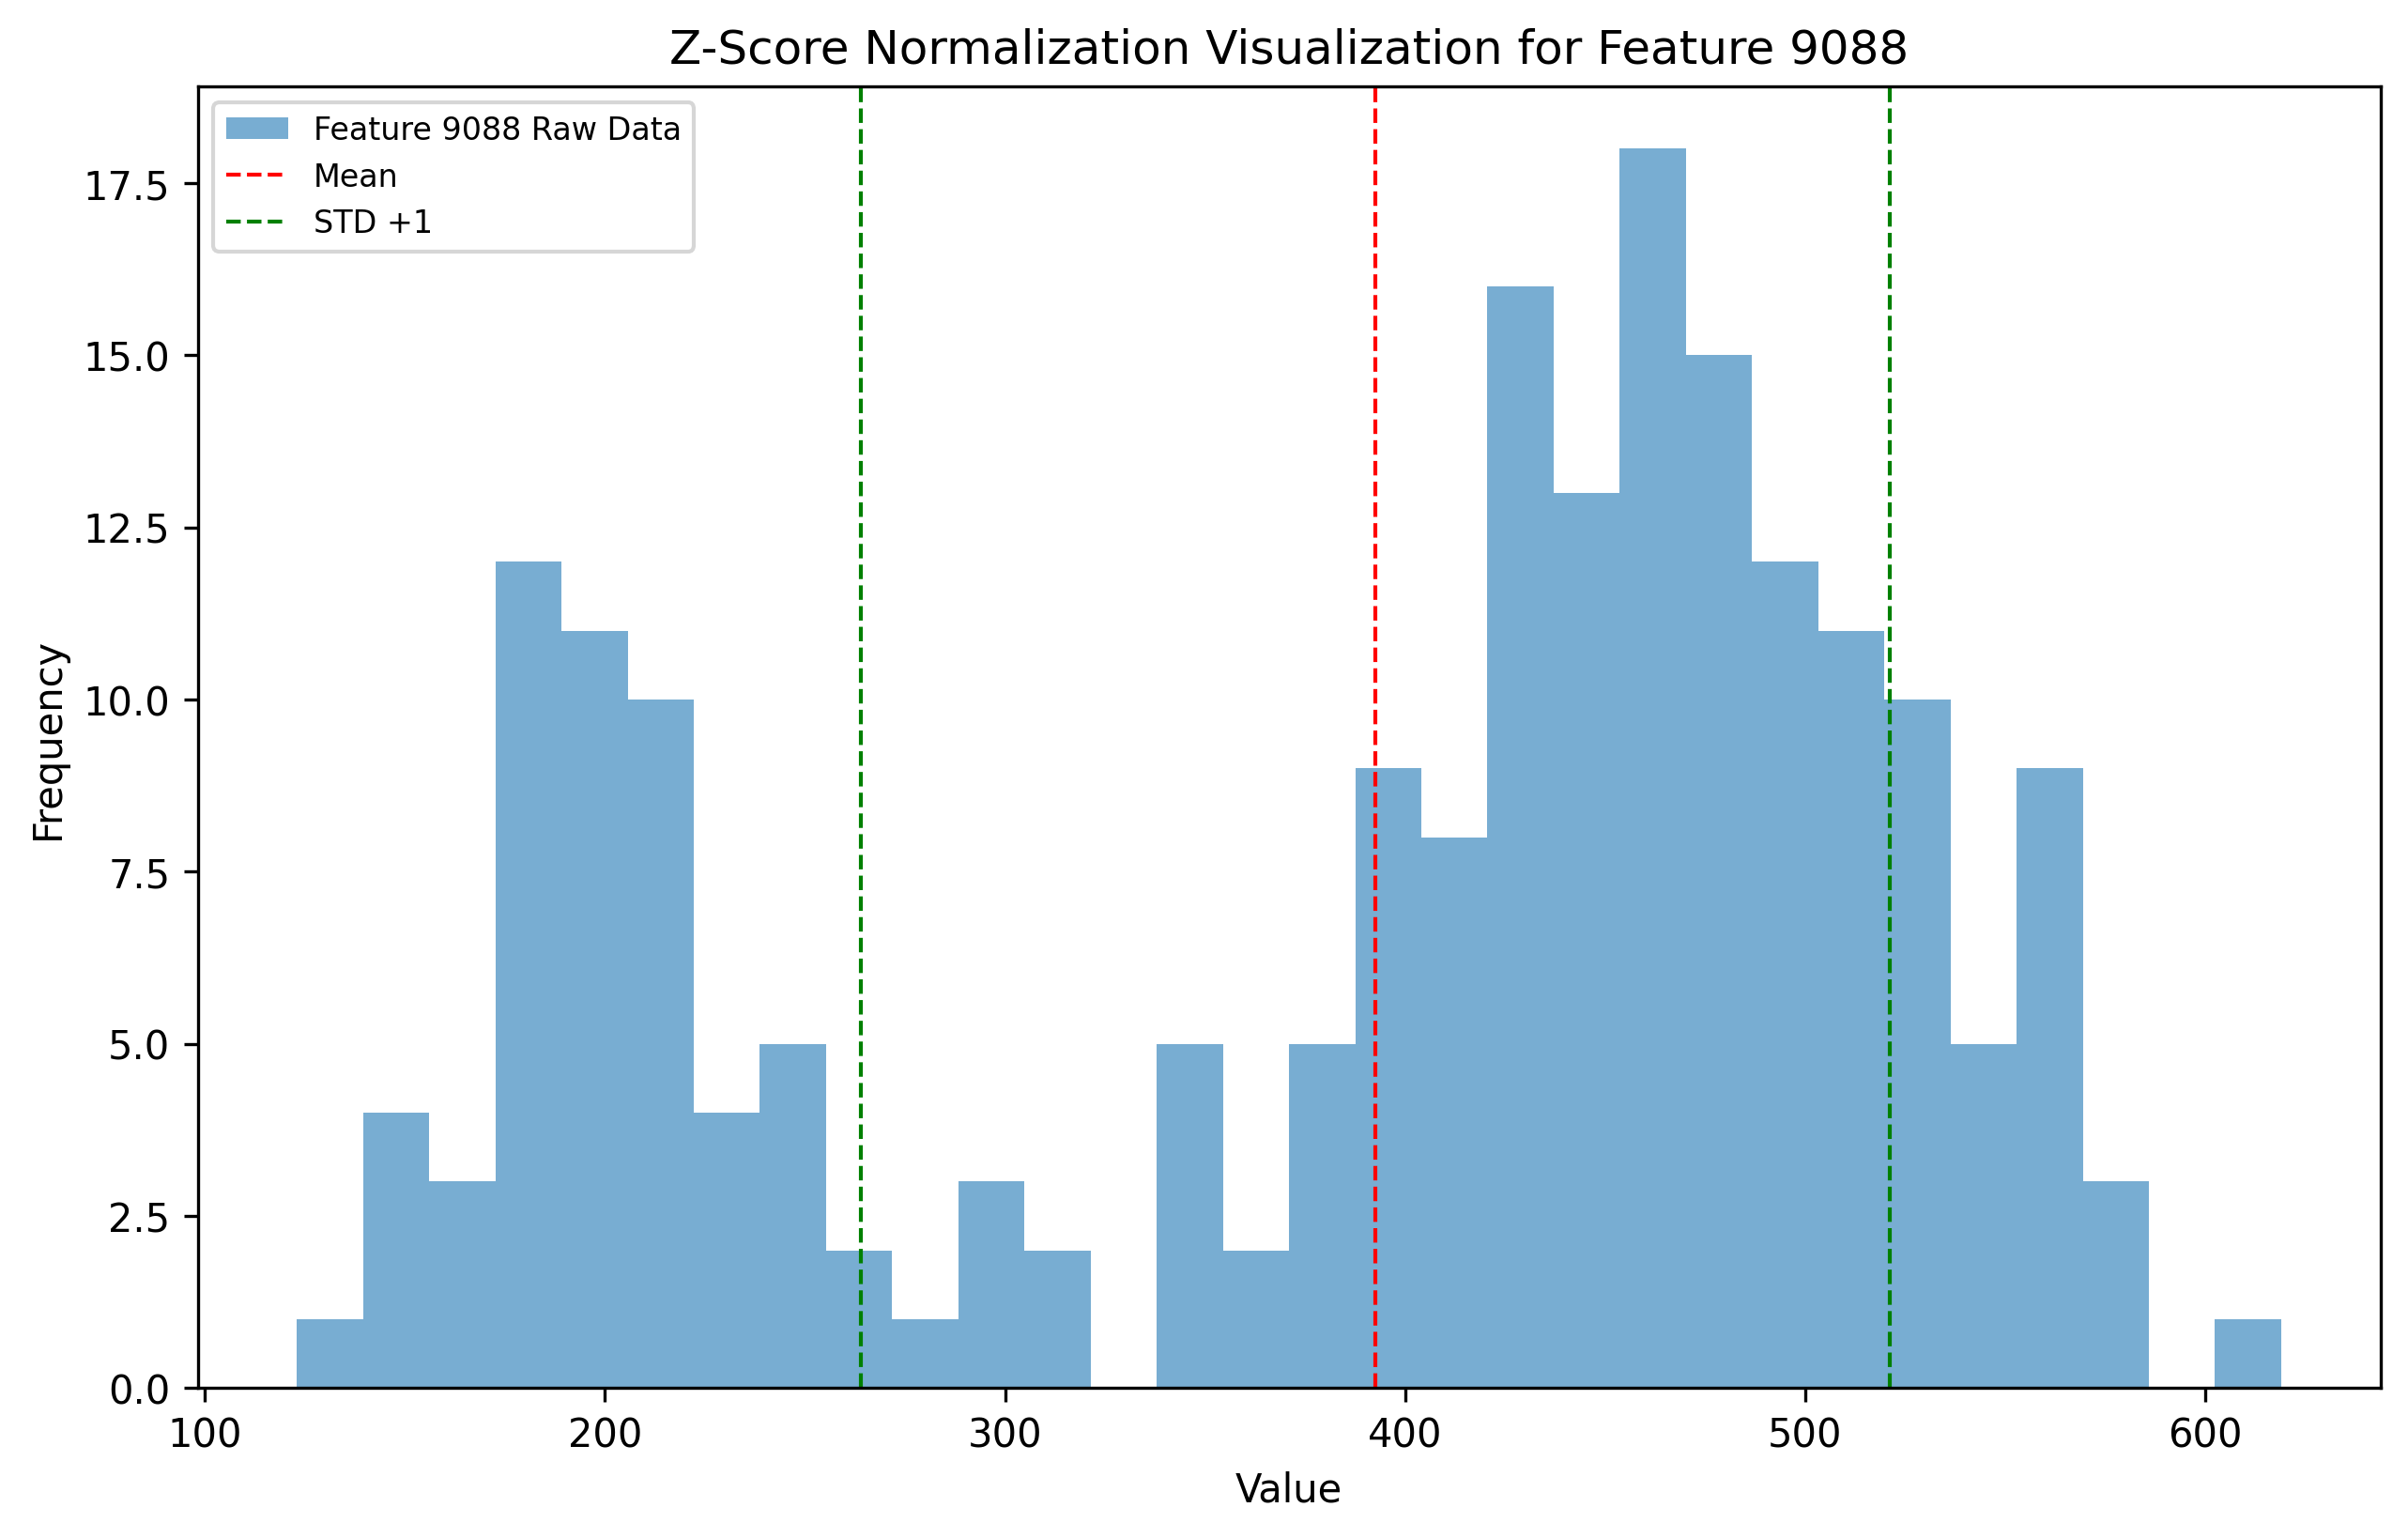 Z-Score Normalization Visualization for Feature 9088
Feature 9088 Raw Data
Mean
STD +1
17.5
15.0
12.5
10.0
7.5
5.0
2.5
0.0
Frequency
100 200 300 400 500 600
Value